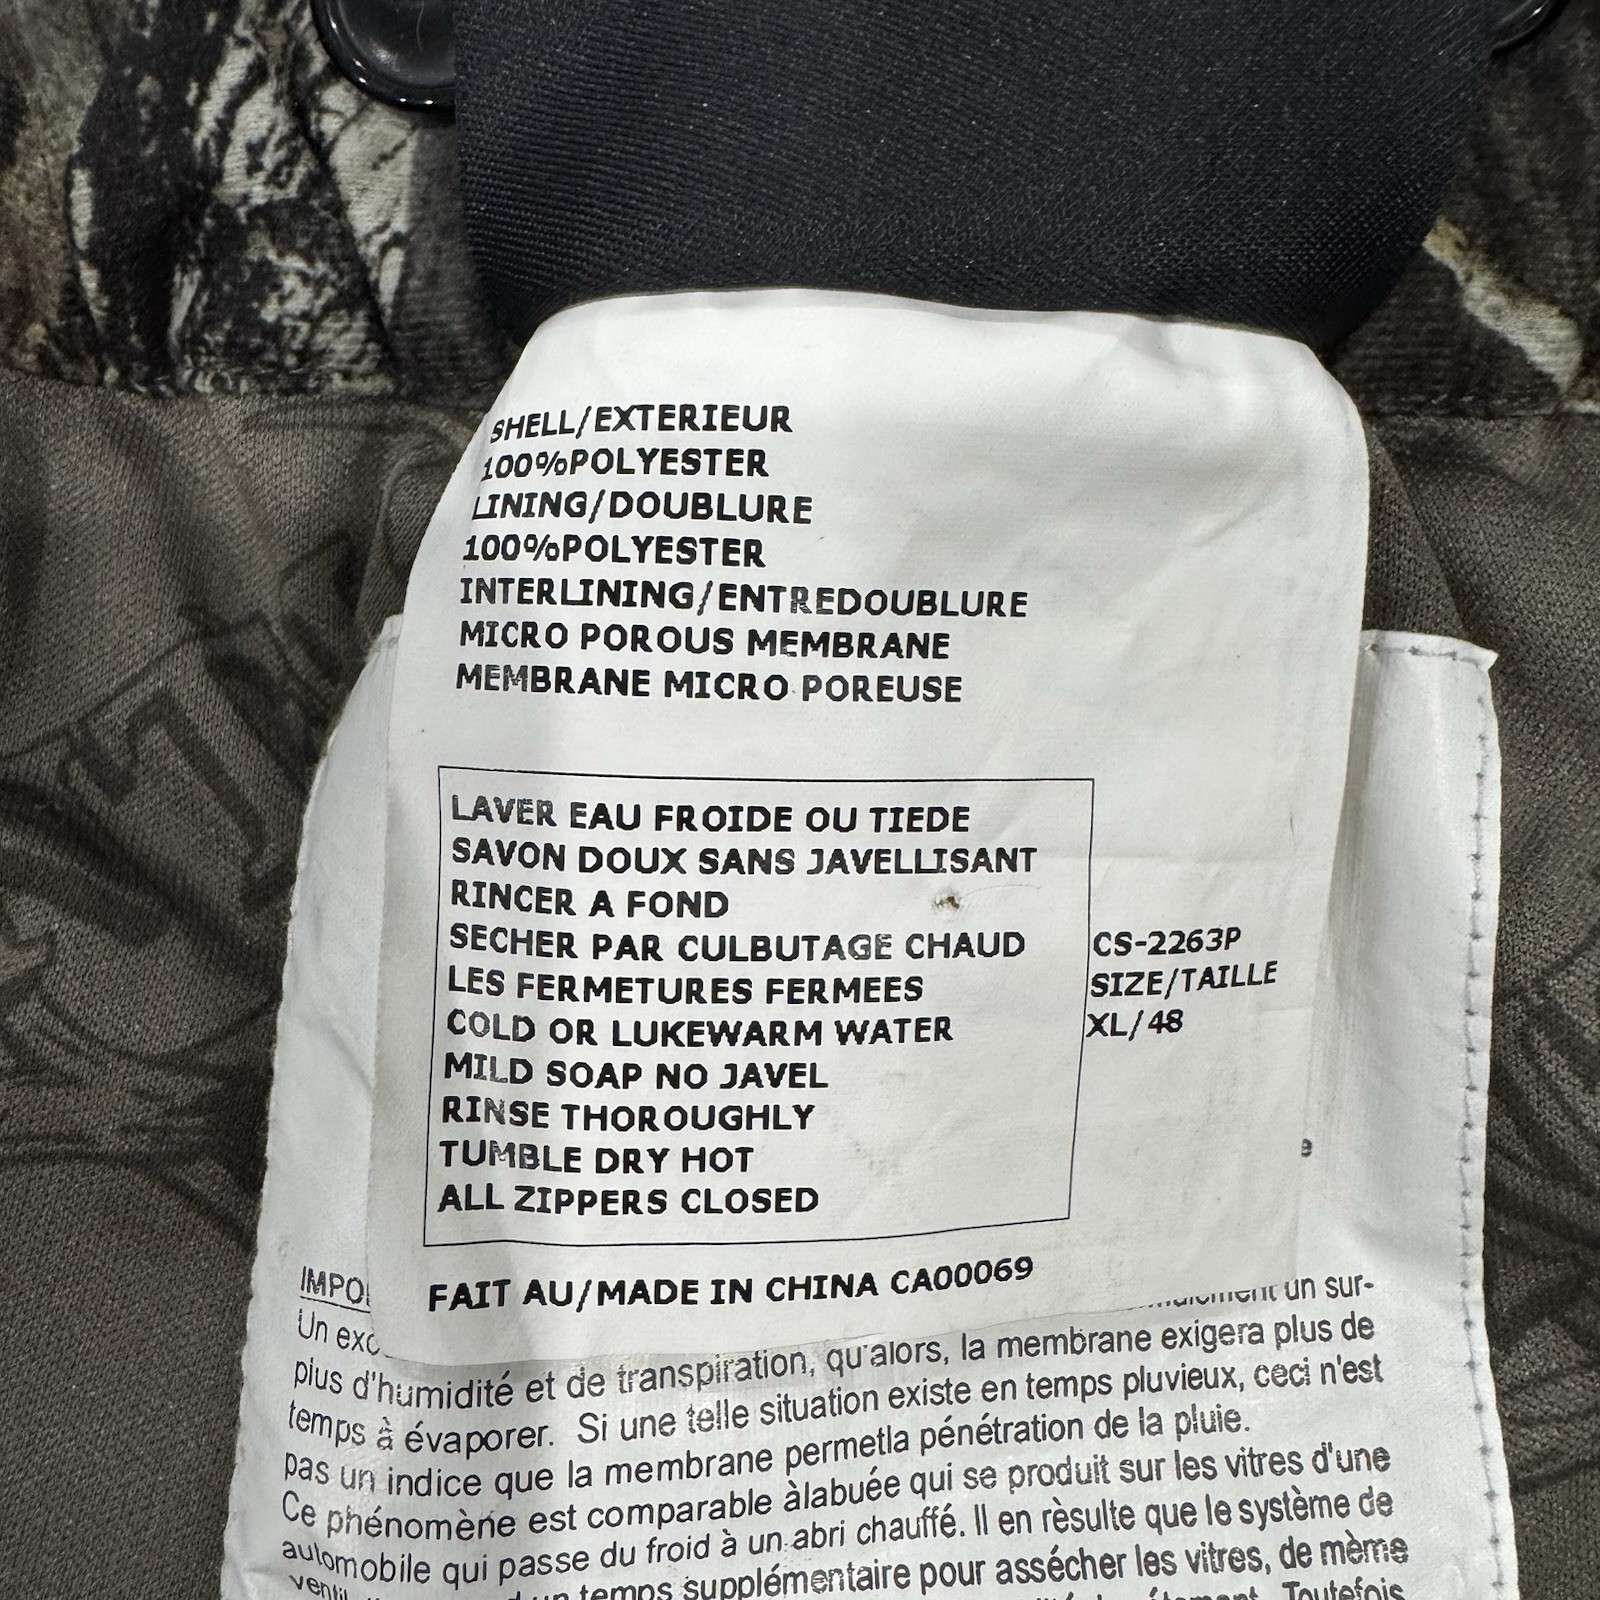 SHELL/EXTERIEUR
100%POLYESTER
LINING/DOUBLURE
100%POLYESTER
INTERLINING/ENTREDOUBLURE
MICRO POROUS MEMBRANE
MEMBRANE MICRO POREUSE
LAVER EAU FROIDE OU TIEDE
SAVON DOUX SANS JAVELLISANT
RINCER A FOND
SECHER PAR CULBUTAGE CHAUD
LES FERMETURES FERMEES
COLD OR LUKEWARM WATER
MILD SOAP NO JAVEL
RINSE THOROUGHLY
TUMBLE DRY HOT
ALL ZIPPERS CLOSED
CS-2263P
SIZE/TAILLE
XL/48
FAIT AU/MADE IN CHINA CA00069
un sur-
Un
plus d'humidité et de transpiration, qu'alors, la membrane exigera plus de
temps à évaporer. Si une telle situation existe en temps pluvieux, ceci n'est
pas un indice que la membrane permetla pénétration de la pluie.
Ce phénomène est comparable àlabuée qui se produit sur les vitres d'une
automobile qui passe du froid à un abri chauffé. Il en rèsulte que le système de
temps supplémentaire pour assécher les vitres, de mème
Toutefois